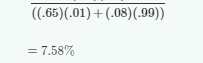 ((.65)(.01) + (.08)(.99))
= 7.58%